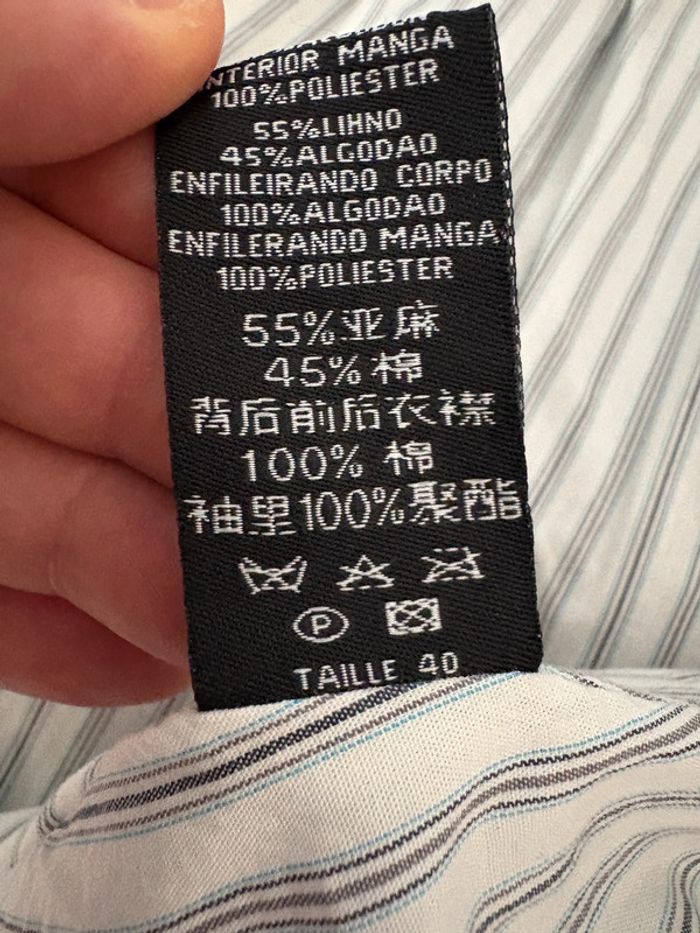 INTERIOR MANGA
100%POLIESTER
55%LIHNO
45%ALGODAO
ENFILEIRANDO CORPO
100%ALGODAO
ENFILERANDO MANGA
100%POLIESTER
55%亚麻
45%棉
背后前后衣襟
100% 棉
袖里100%聚酯
P
TAILLE 40